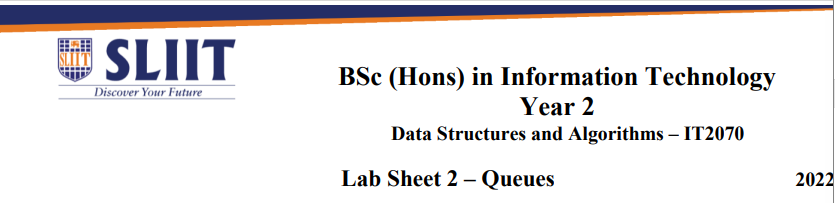 SLIIT
SLIIT
Discover Your Future
BSc (Hons) in Information Technology
Year 2
Data Structures and Algorithms – IT2070
Lab Sheet 2 – Queues 2022